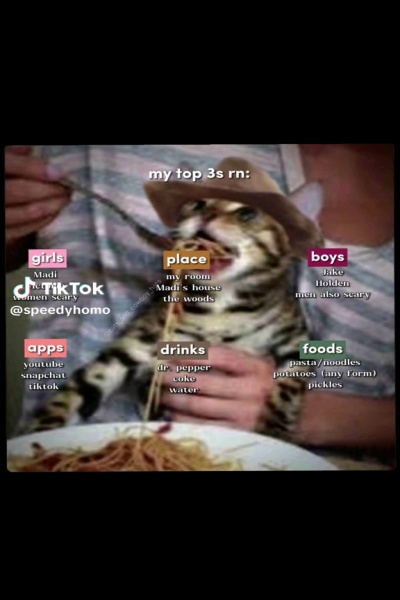 my top 3s rn:
girls
Madi
women scary
place
my room
Madi's house
the woods
boys
Jake
Holden
men also scary
TikTok
@speedyhomo
apps
youtube
snapchat
tiktok
drinks
dr. pepper
coke
water
foods
pasta/noodles
potatoes (any form)
pickles